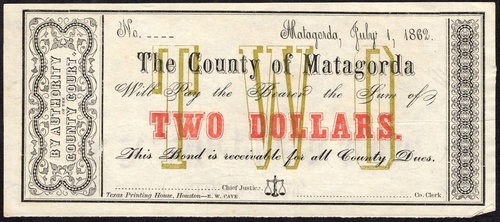 No. Matagorda, July 1, 1862.
The County of Matagorda
Will Pay the Bearer the Sum of
TWO
TWO DOLLARS.
This Bond is receivable for all County Dues.
Chief Justice. Co. Clerk.
Texas Printing House, Houston—E. W. CAVE.
BY AUTHORITY
OF THE
COUNTY COURT.